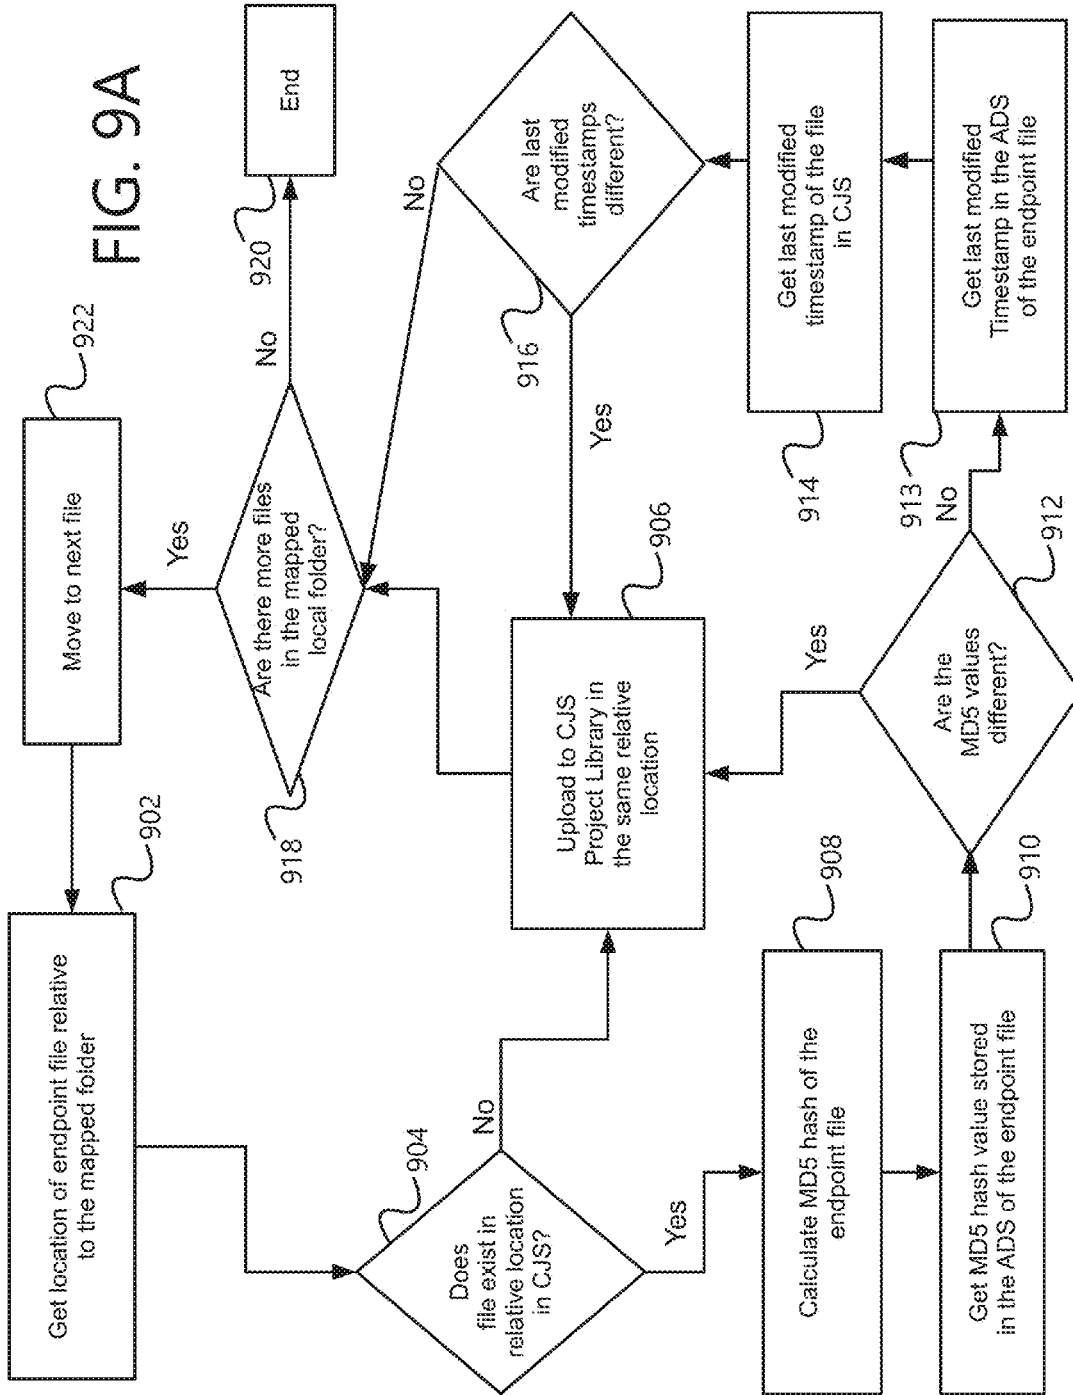 FIG. 9A
Get location of endpoint file relative
to the mapped folder
902
Does
file exist in
relative location
in CJS?
904
No
Yes
Upload to CJS
Project Library in
the same relative
location
906
Calculate MD5 hash of the
endpoint file
908
Get MD5 hash value stored
in the ADS of the endpoint file
910
Are the
MD5 values
different?
912
Yes
No
Get last modified
Timestamp in the ADS
of the endpoint file
913
Get last modified
timestamp of the file
in CJS
914
Are last
modified
timestamps
different?
916
Yes
No
Are there more files
in the mapped
local folder?
918
No
Yes
End
920
Move to next file
922